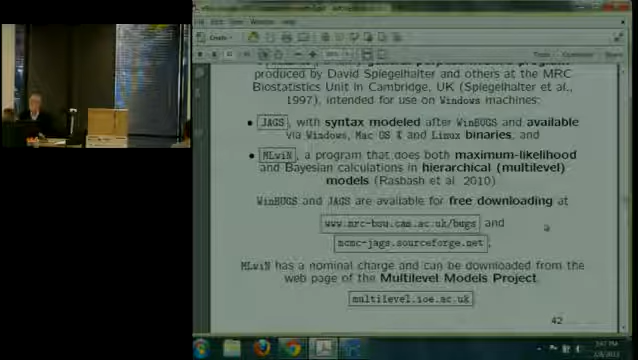 general purpose
program
produced by David Spiegelhalter and others at the MRC
Biostatistics Unit in Cambridge, UK (Spiegelhalter et al.,
1997), intended for use on Windows machines;
• JAGS, with syntax modeled after WinBUGS and available
via Windows, Mac OS X and Linux binaries, and
• MLwiN, a program that does both maximum-likelihood
and Bayesian calculations in hierarchical (multilevel)
models (Rasbash et al. 2010)
WinBUGS and JAGS are available for free downloading at
www.mrc-bsu.cam.ac.uk/bugs and
mcmc-jags.sourceforge.net.
MLwiN has a nominal charge and can be downloaded from the
web page of the Multilevel Models Project
multilevel.ioe.ac.uk
42